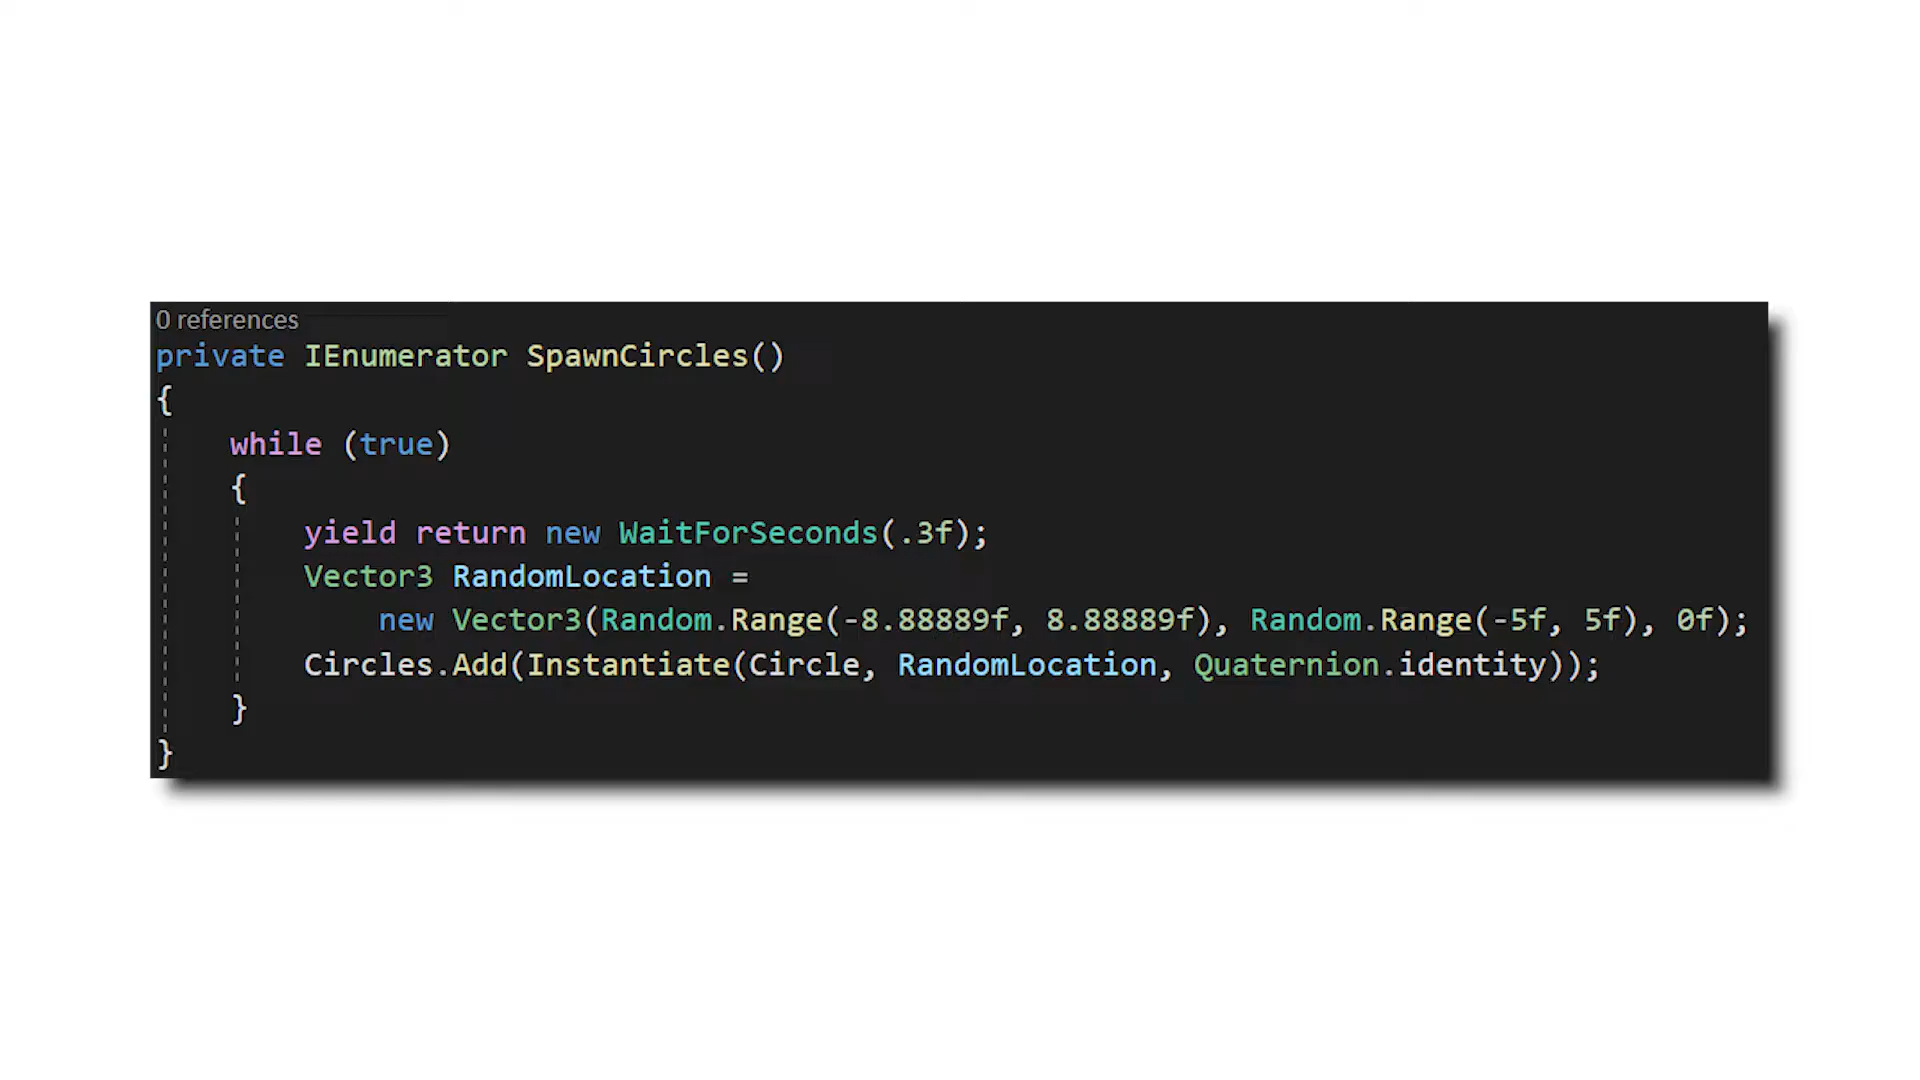 0 references
private IEnumerator SpawnCircles()
{
while (true)
{
yield return new WaitForSeconds(.3f);
Vector3 RandomLocation =
new Vector3(Random.Range(-8.88889f, 8.88889f), Random.Range(-5f, 5f), 0f);
Circles.Add(Instantiate(Circle, RandomLocation, Quaternion.identity));
}
}